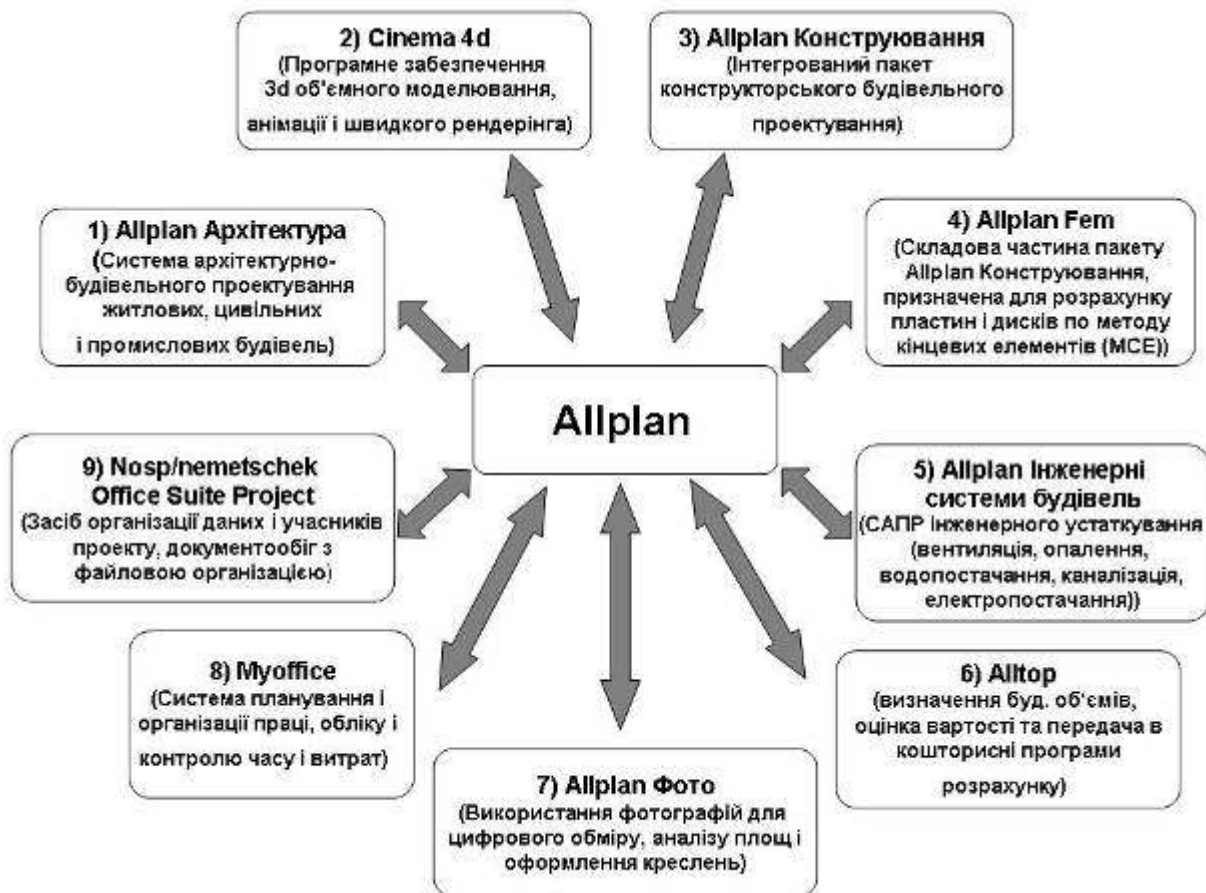 2) Cinema 4d
(Програмне забезпечення
3d об'ємного моделювання,
анімації і швидкого рендерінга)
3) Allplan Конструювання
(Інтегрований пакет
конструкторського будівельного
проектування)
1) Allplan Архітектура
(Система архітектурно-
будівельного проектування
житлових, цивільних
і промислових будівель)
4) Allplan Fem
(Складова частина пакету
Allplan Конструювання,
призначена для розрахунку
пластин і дисків по методу
кінцевих елементів (МСЕ))
Allplan
9) Nosp/nemetschek
Office Suite Project
(Засіб організації даних і учасників
проекту, документообіг з
файловою організацією)
5) Allplan Інженерні
системи будівель
(САПР інженерного устаткування
(вентиляція, опалення,
водопостачання, каналізація,
електропостачання))
8) Myoffice
(Система планування і
організації праці, обліку і
контролю часу і витрат)
6) Alltop
(визначення буд. об'ємів,
оцінка вартості та передача в
кошторисні програми
розрахунку)
7) Allplan Фото
(Використання фотографій для
цифрового обміру, аналізу площ і
оформлення креслень)